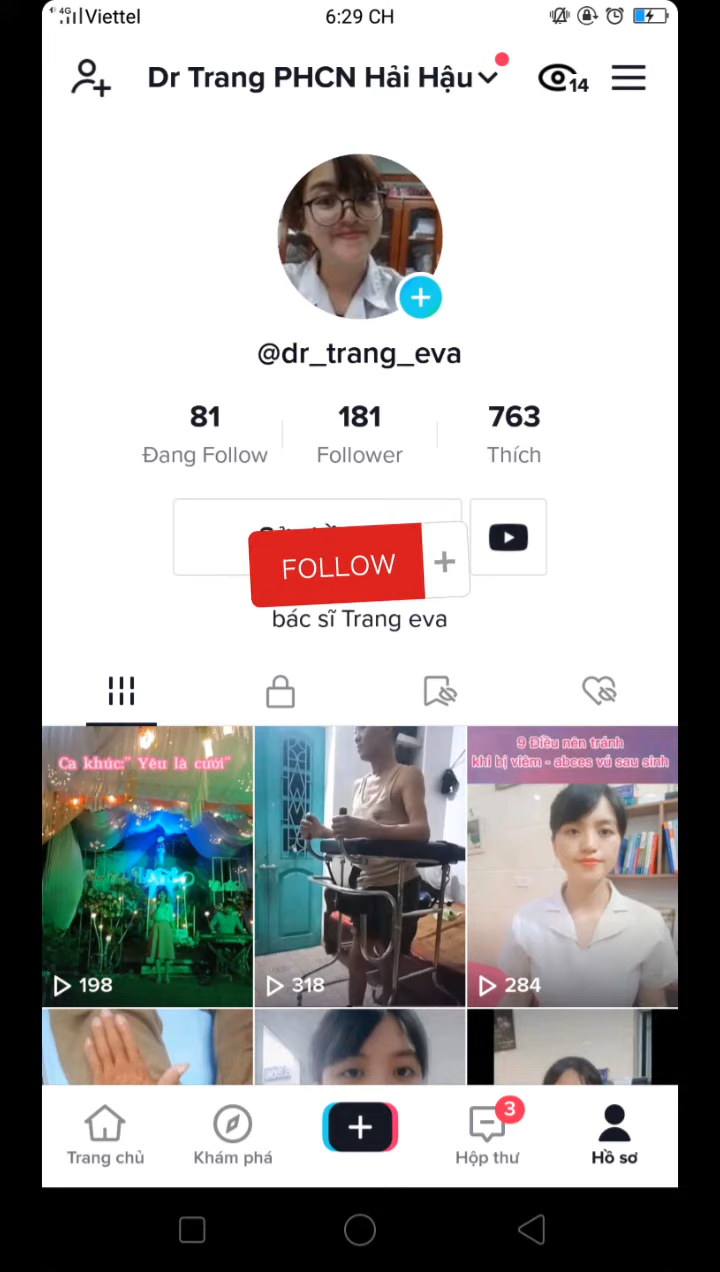 4G Viettel
6:29 CH
Dr Trang PHCN Hải Hậu
14
@dr_trang_eva
81 181 763
Đang Follow Follower Thích
FOLLOW +
bác sĩ Trang eva
Ca khúc:" Yêu là cưới"
9 Điều nên tránh
khi bị viêm - abces vú sau sinh
198 318 284
3
Trang chủ Khám phá Hộp thư Hồ sơ